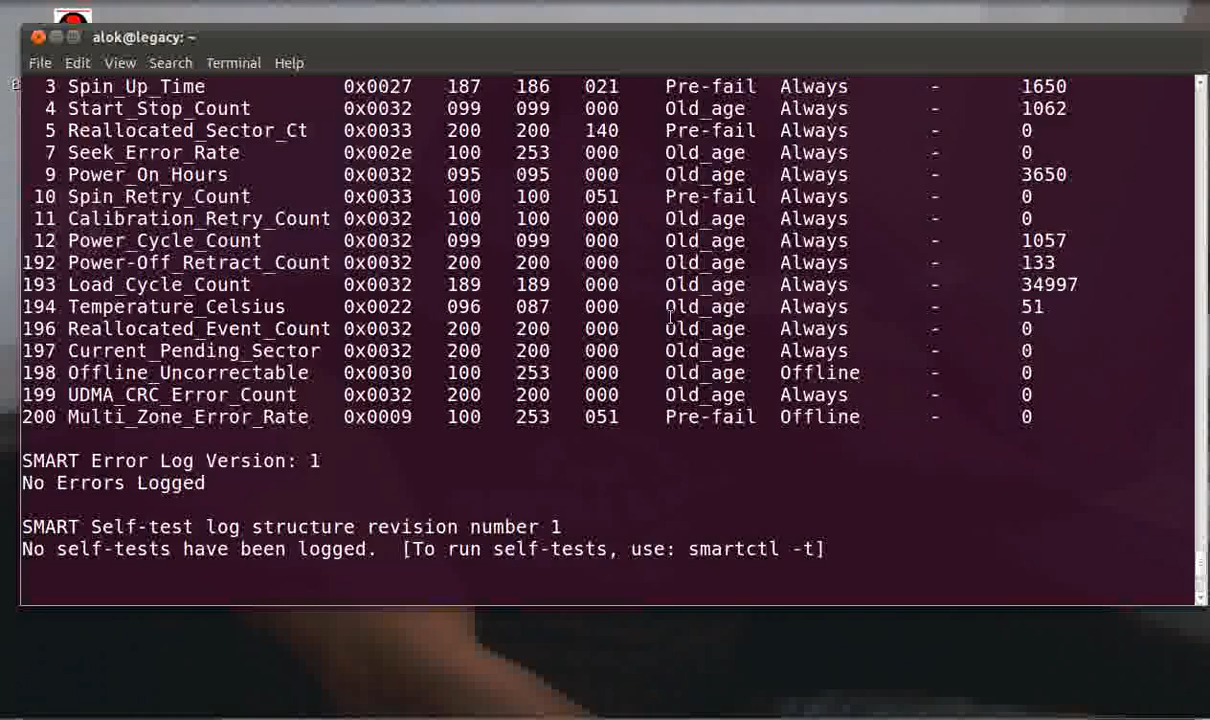 alok@legacy: ~
File Edit View Search Terminal Help
3 Spin_Up_Time 0x0027 187 186 021 Pre-fail Always - 1650
4 Start_Stop_Count 0x0032 099 099 000 Old_age Always - 1062
5 Reallocated_Sector_Ct 0x0033 200 200 140 Pre-fail Always - 0
7 Seek_Error_Rate 0x002e 100 253 000 Old_age Always - 0
9 Power_On_Hours 0x0032 095 095 000 Old_age Always - 3650
10 Spin_Retry_Count 0x0033 100 100 051 Pre-fail Always - 0
11 Calibration_Retry_Count 0x0032 100 100 000 Old_age Always - 0
12 Power_Cycle_Count 0x0032 099 099 000 Old_age Always - 1057
192 Power-Off_Retract_Count 0x0032 200 200 000 Old_age Always - 133
193 Load_Cycle_Count 0x0032 189 189 000 Old_age Always - 34997
194 Temperature_Celsius 0x0022 096 087 000 Old_age Always - 51
196 Reallocated_Event_Count 0x0032 200 200 000 Old_age Always - 0
197 Current_Pending_Sector 0x0032 200 200 000 Old_age Always - 0
198 Offline_Uncorrectable 0x0030 100 253 000 Old_age Offline - 0
199 UDMA_CRC_Error_Count 0x0032 200 200 000 Old_age Always - 0
200 Multi_Zone_Error_Rate 0x0009 100 253 051 Pre-fail Offline - 0
SMART Error Log Version: 1
No Errors Logged
SMART Self-test log structure revision number 1
No self-tests have been logged. [To run self-tests, use: smartctl -t]